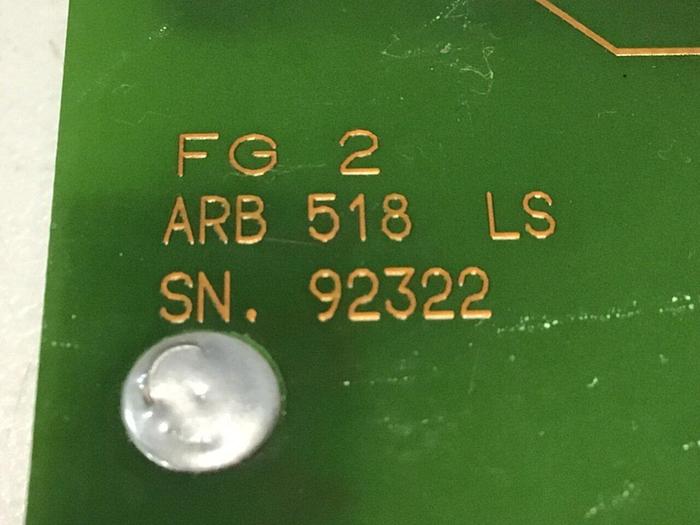 FG 2
ARB 518 LS
SN. 92322